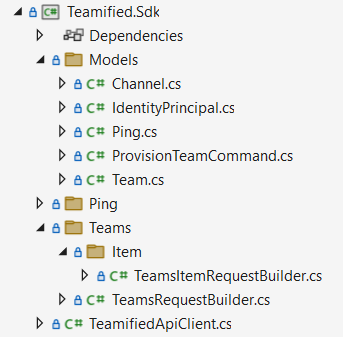 Teamified.Sdk
Dependencies
Models
C# Channel.cs
C# IdentityPrincipal.cs
C# Ping.cs
C# ProvisionTeamCommand.cs
C# Team.cs
Ping
Teams
Item
C# TeamsItemRequestBuilder.cs
C# TeamsRequestBuilder.cs
C# TeamifiedApiClient.cs